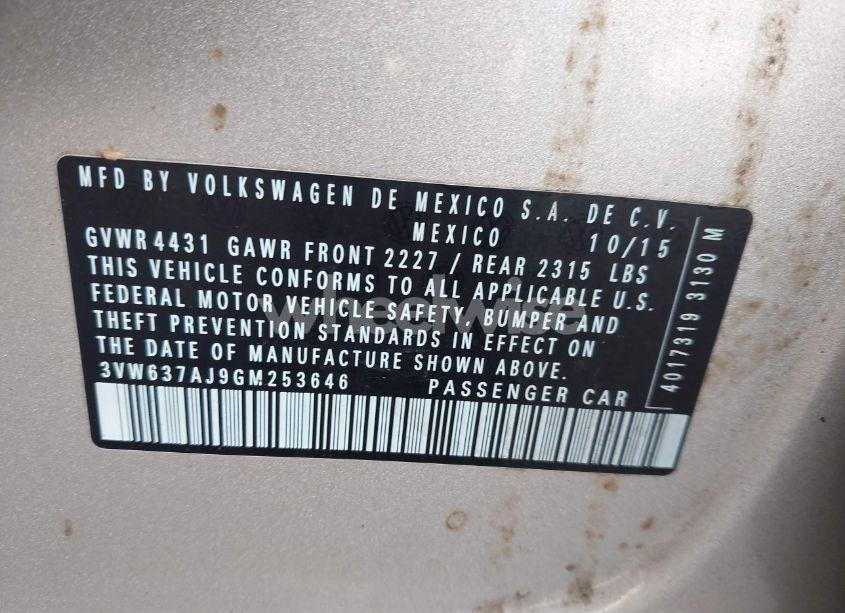 MFD BY VOLKSWAGEN DE MEXICO S.A. DE C.V.
MEXICO 10/15
GVWR 4431 GAWR FRONT 2227 / REAR 2315 LBS
THIS VEHICLE CONFORMS TO ALL APPLICABLE U.S.
FEDERAL MOTOR VEHICLE SAFETY, BUMPER AND
THEFT PREVENTION STANDARDS IN EFFECT ON
THE DATE OF MANUFACTURE SHOWN ABOVE.
3VW637AJ9GM253646 PASSENGER CAR
4017319 3130 M
wheelwise